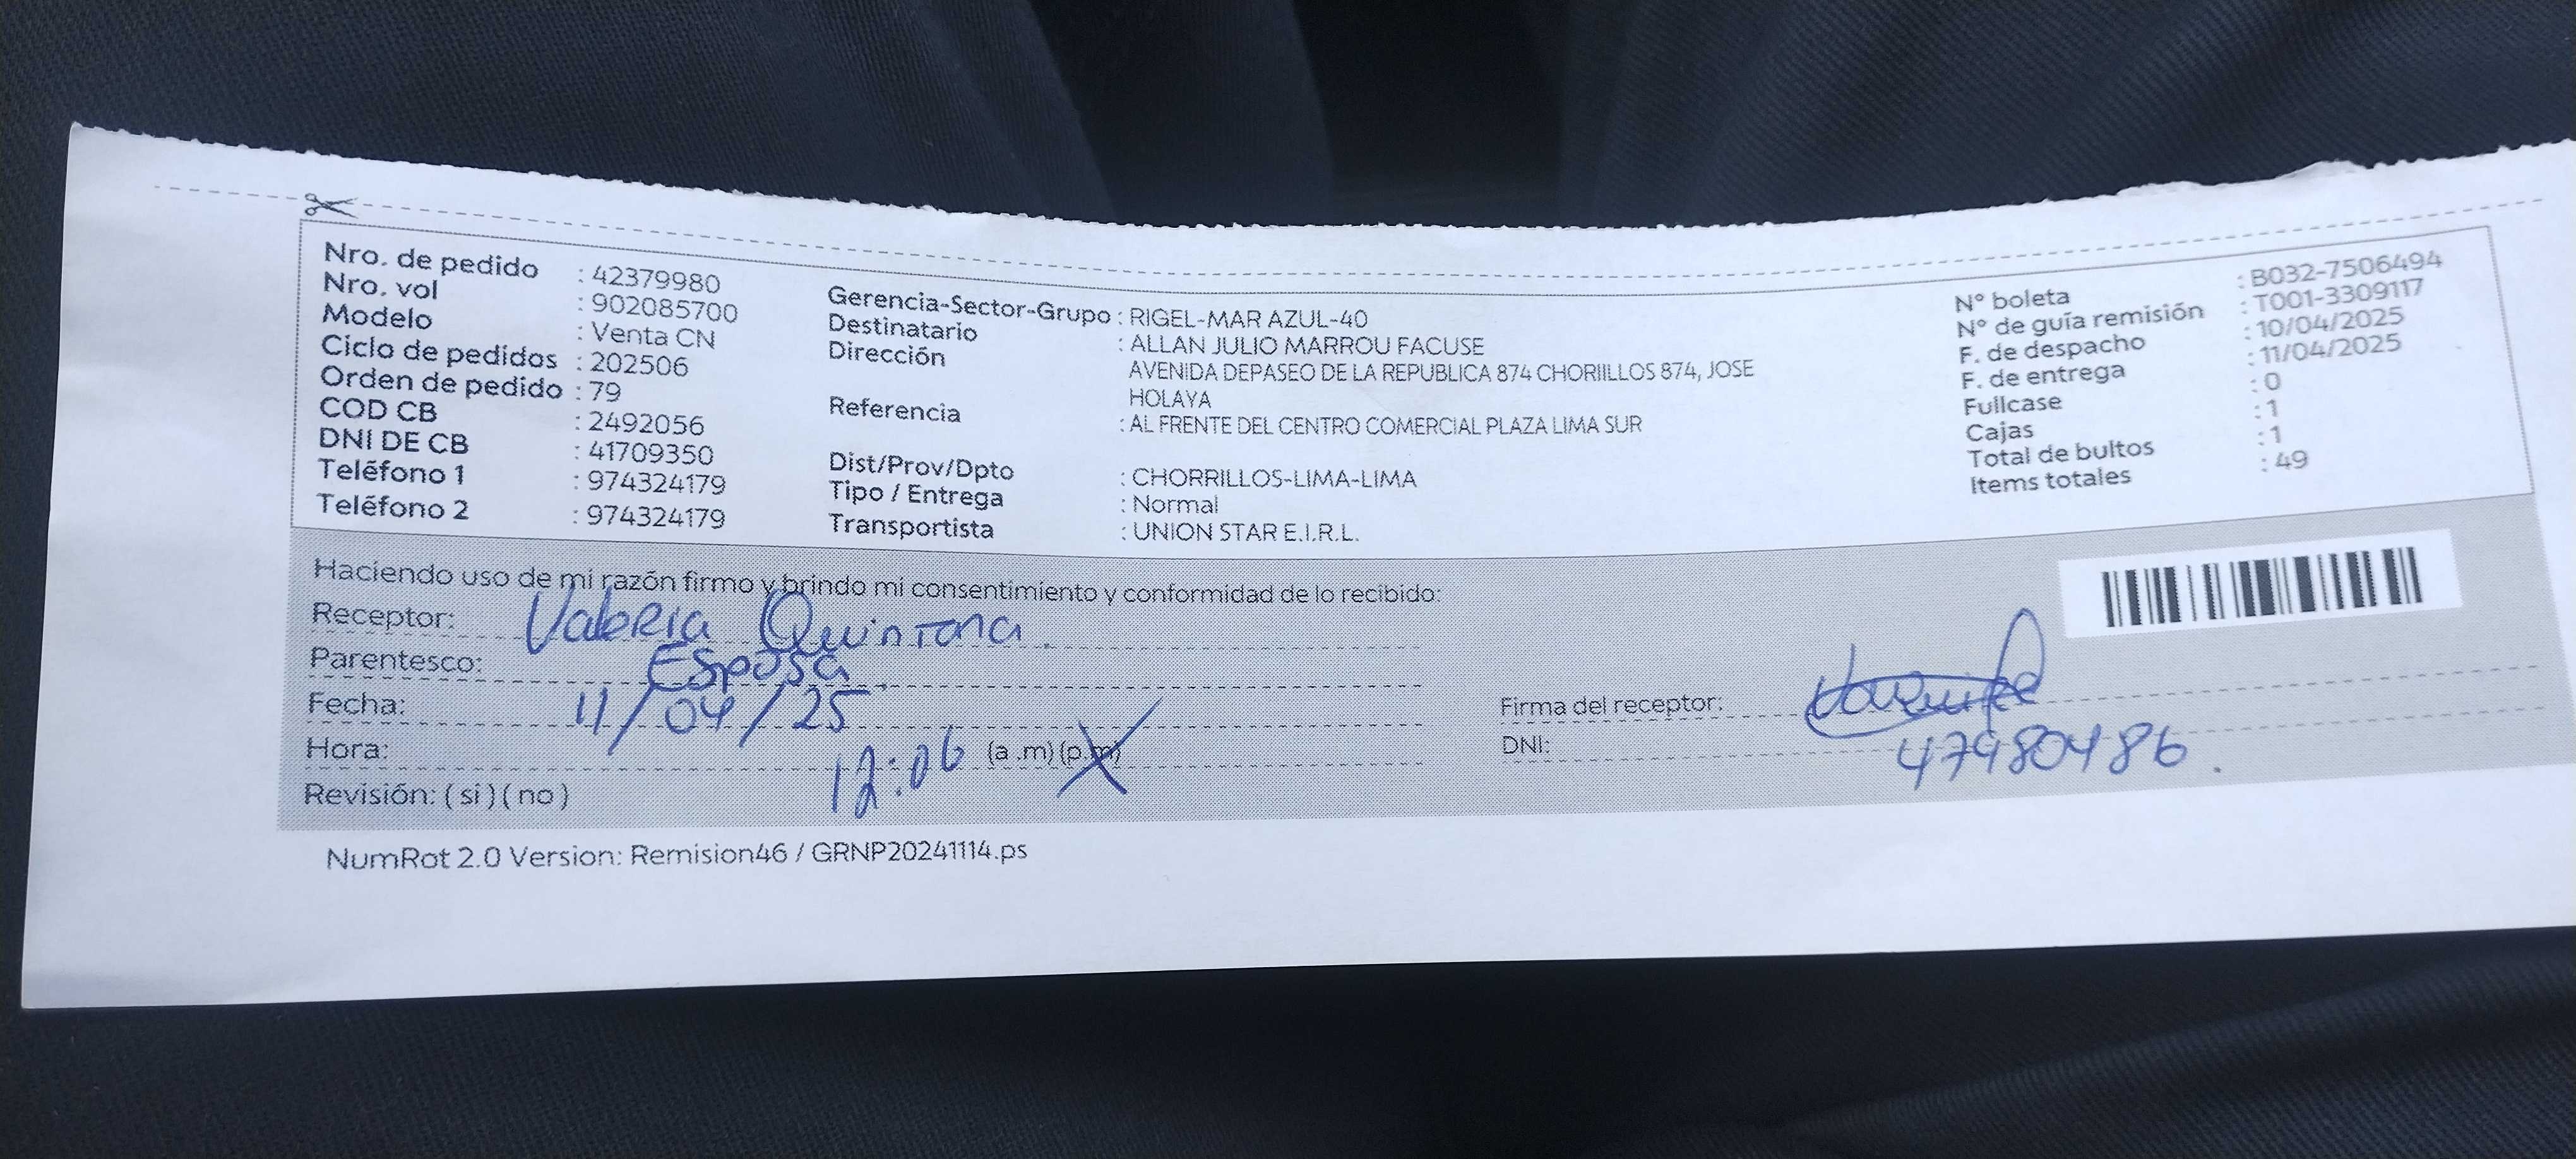 Nro. de pedido : 42379980
Nro. vol : 902085700
Modelo : Venta CN
Ciclo de pedidos : 202506
Orden de pedido : 79
COD CB : 2492056
DNI DE CB : 41709350
Teléfono 1 : 974324179
Teléfono 2 : 974324179
Gerencia-Sector-Grupo : RIGEL-MAR AZUL-40
Destinatario : ALLAN JULIO MARROU FACUSE
Dirección AVENIDA DEPASEO DE LA REPUBLICA 874 CHORIILLOS 874, JOSE
HOLAYA
Referencia : AL FRENTE DEL CENTRO COMERCIAL PLAZA LIMA SUR
Dist/Prov/Dpto : CHORRILLOS-LIMA-LIMA
Tipo / Entrega : Normal
Transportista : UNION STAR E.I.R.L.
N° boleta : B032-7506494
N° de guía remisión : T001-3309117
F. de despacho : 10/04/2025
F. de entrega : 11/04/2025
Fullcase : 0
Cajas : 1
Total de bultos : 1
Items totales : 49
Haciendo uso de mi razón firmo y brindo mi consentimiento y conformidad de lo recibido:
Receptor: Valeria Quintana
Parentesco: Esposa
Fecha: 11/04/25
Hora: 12:06 (a .m) (p.m)
Revisión: ( si ) ( no )
Firma del receptor:
DNI: 47980486
NumRot 2.0 Version: Remision46 / GRNP20241114.ps